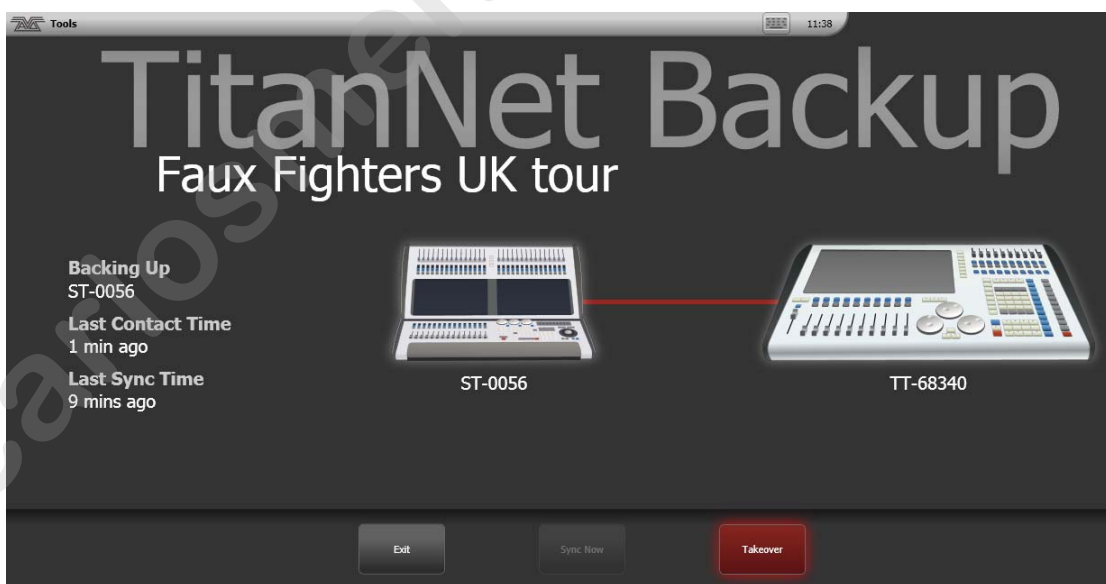 Tools
11:38
TitanNet Backup
Faux Fighters UK tour
Backing Up
ST-0056
Last Contact Time
1 min ago
Last Sync Time
9 mins ago
ST-0056
TT-68340
Exit
Sync Now
Takeover